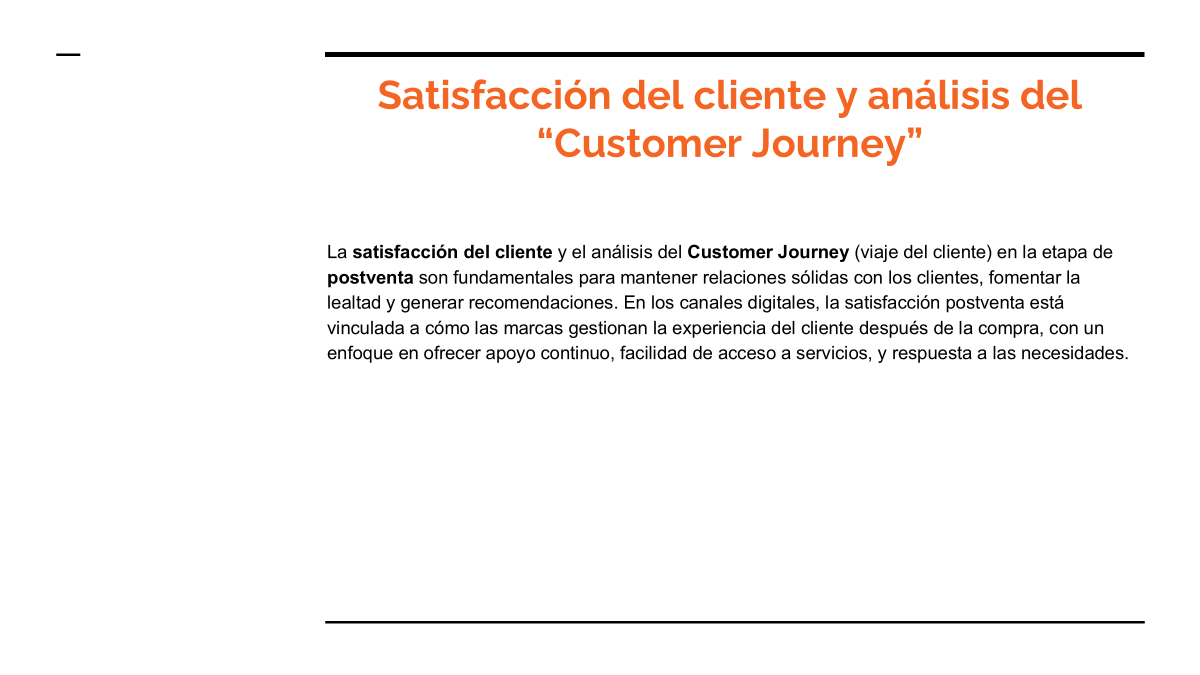 Satisfacción del cliente y análisis del
“Customer Journey”
La satisfacción del cliente y el análisis del Customer Journey (viaje del cliente) en la etapa de
postventa son fundamentales para mantener relaciones sólidas con los clientes, fomentar la
lealtad y generar recomendaciones. En los canales digitales, la satisfacción postventa está
vinculada a cómo las marcas gestionan la experiencia del cliente después de la compra, con un
enfoque en ofrecer apoyo continuo, facilidad de acceso a servicios, y respuesta a las necesidades.